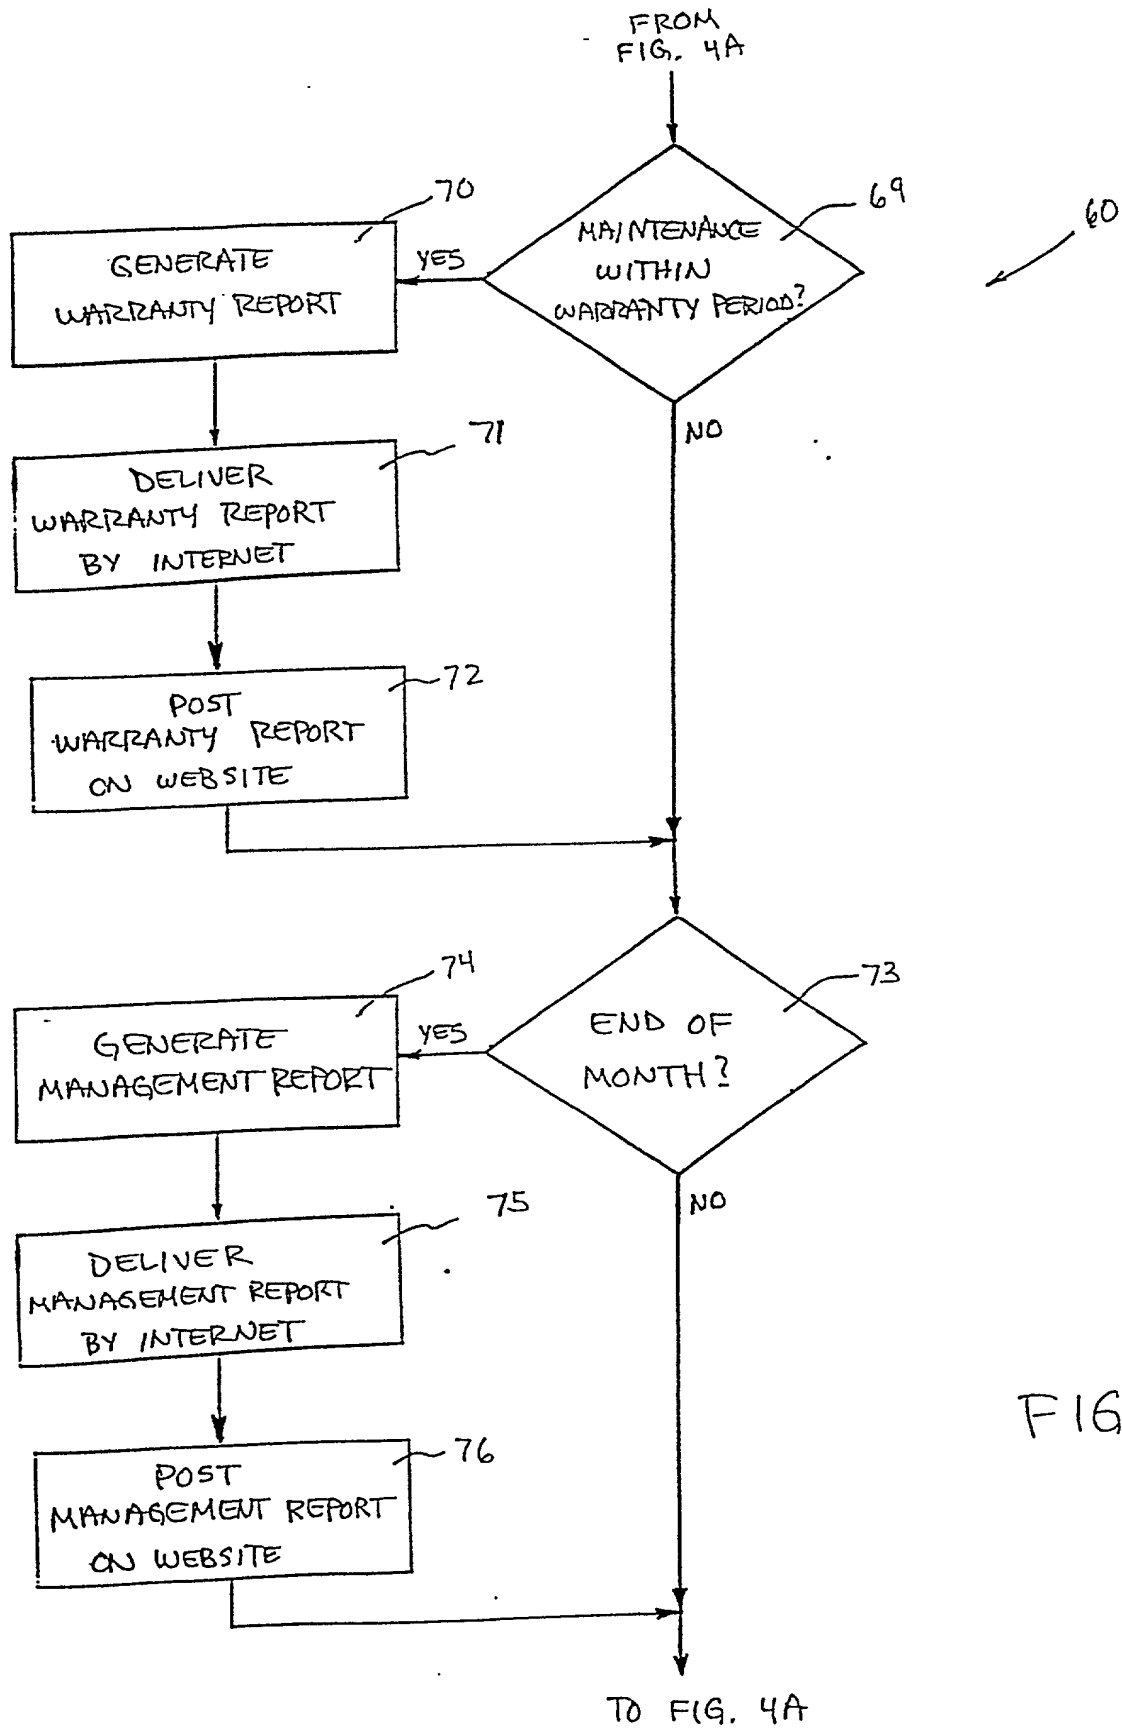 FROM
FIG. 4A
69
60
MAINTENANCE
WITHIN
WARRANTY PERIOD?
YES
NO
70
GENERATE
WARRANTY REPORT
71
DELIVER
WARRANTY REPORT
BY INTERNET
72
POST
WARRANTY REPORT
ON WEBSITE
73
END OF
MONTH?
YES
NO
74
GENERATE
MANAGEMENT REPORT
75
DELIVER
MANAGEMENT REPORT
BY INTERNET
76
POST
MANAGEMENT REPORT
ON WEBSITE
FIG
TO FIG. 4A